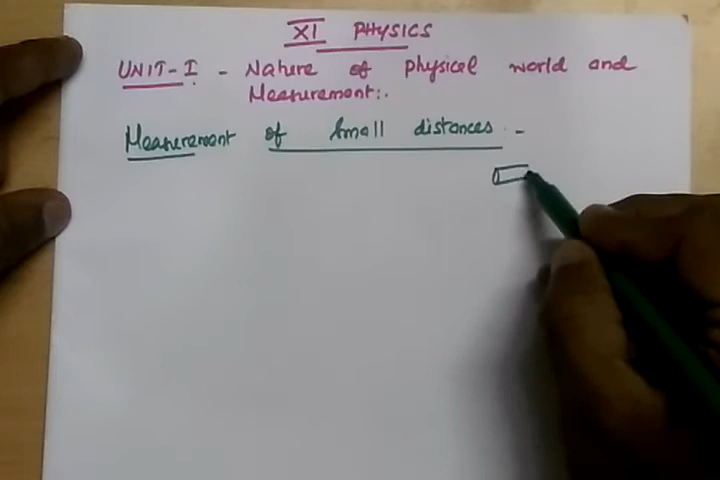 XI PHYSICS
UNIT-I - Nature of physical world and
Measurement:.
Measurement of Small distances. -